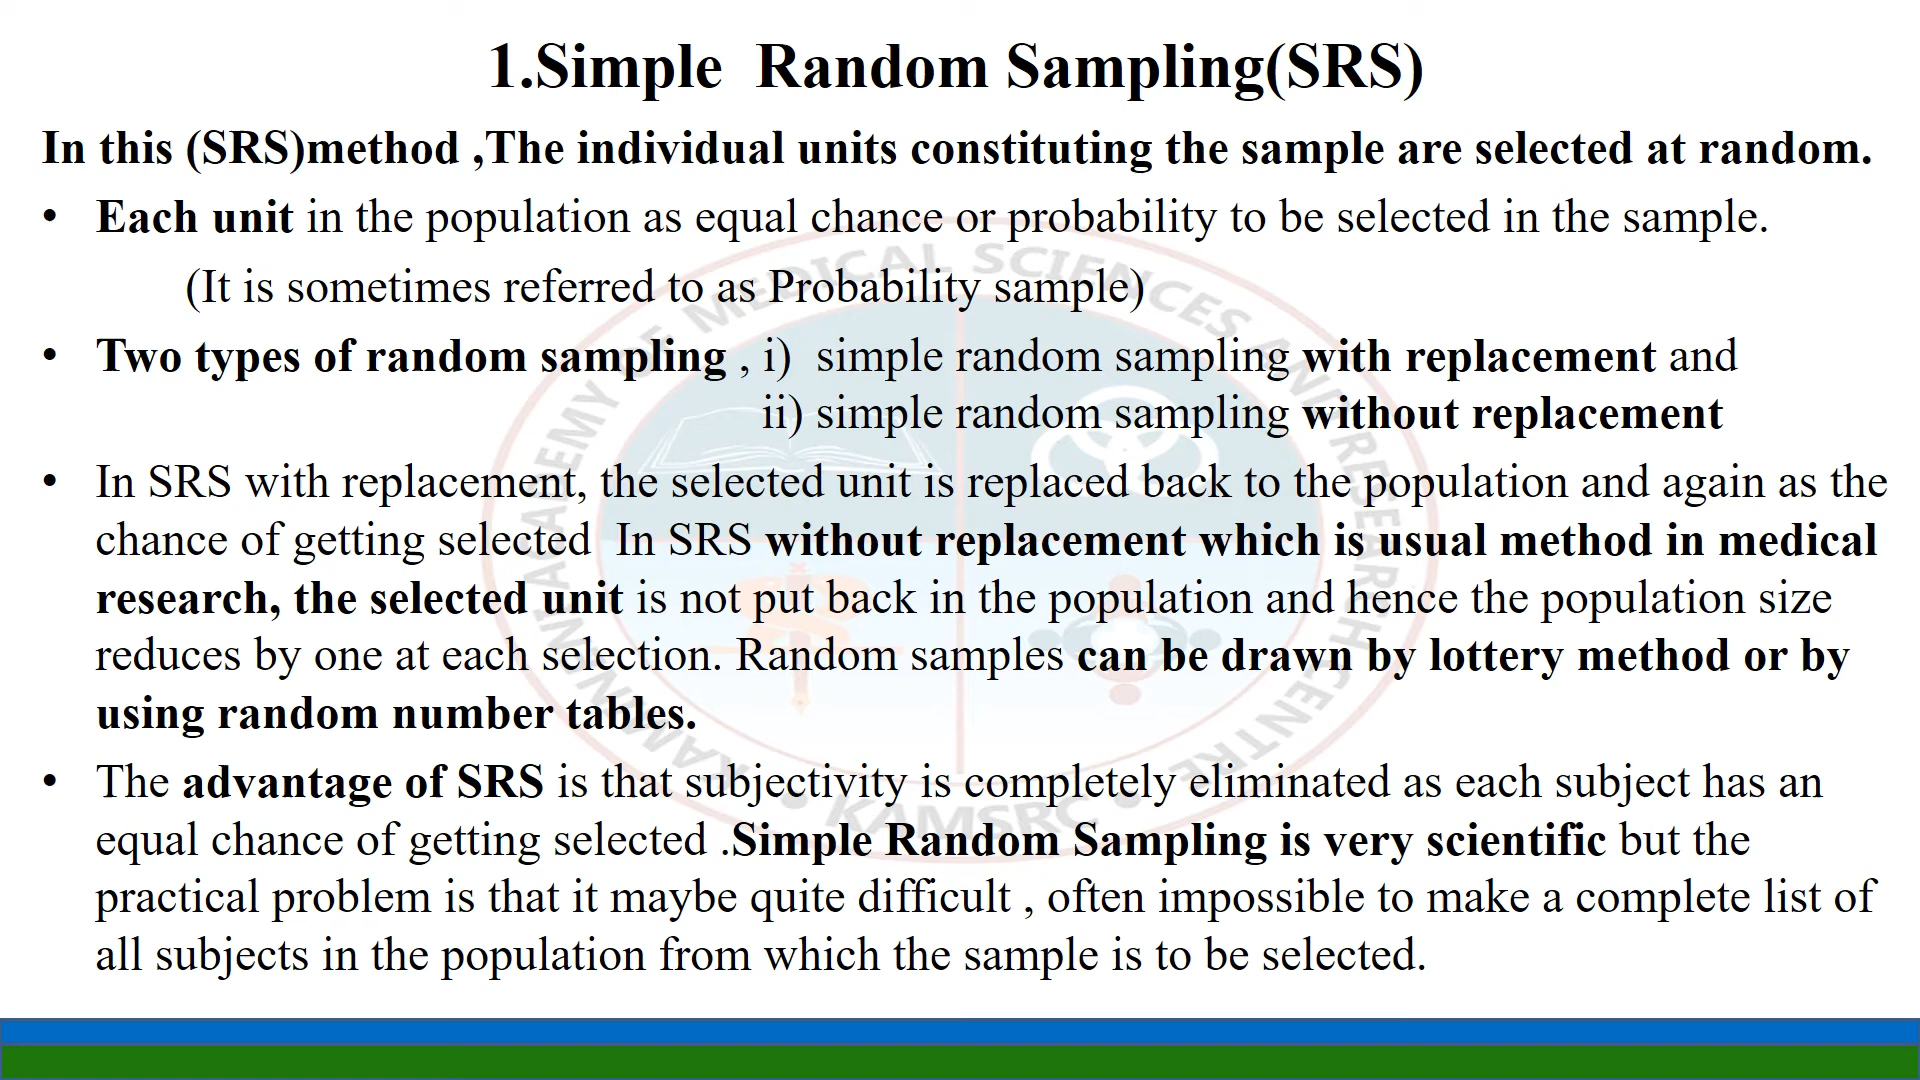 1.Simple Random Sampling(SRS)
In this (SRS)method ,The individual units constituting the sample are selected at random.
• Each unit in the population as equal chance or probability to be selected in the sample.
(It is sometimes referred to as Probability sample)
• Two types of random sampling , i) simple random sampling with replacement and
ii) simple random sampling without replacement
• In SRS with replacement, the selected unit is replaced back to the population and again as the
chance of getting selected In SRS without replacement which is usual method in medical
research, the selected unit is not put back in the population and hence the population size
reduces by one at each selection. Random samples can be drawn by lottery method or by
using random number tables.
• The advantage of SRS is that subjectivity is completely eliminated as each subject has an
equal chance of getting selected .Simple Random Sampling is very scientific but the
practical problem is that it maybe quite difficult , often impossible to make a complete list of
all subjects in the population from which the sample is to be selected.
ACADEMY OF MEDICAL SCIENCES AND RESEARCH CENTRE
• KAMSRC •